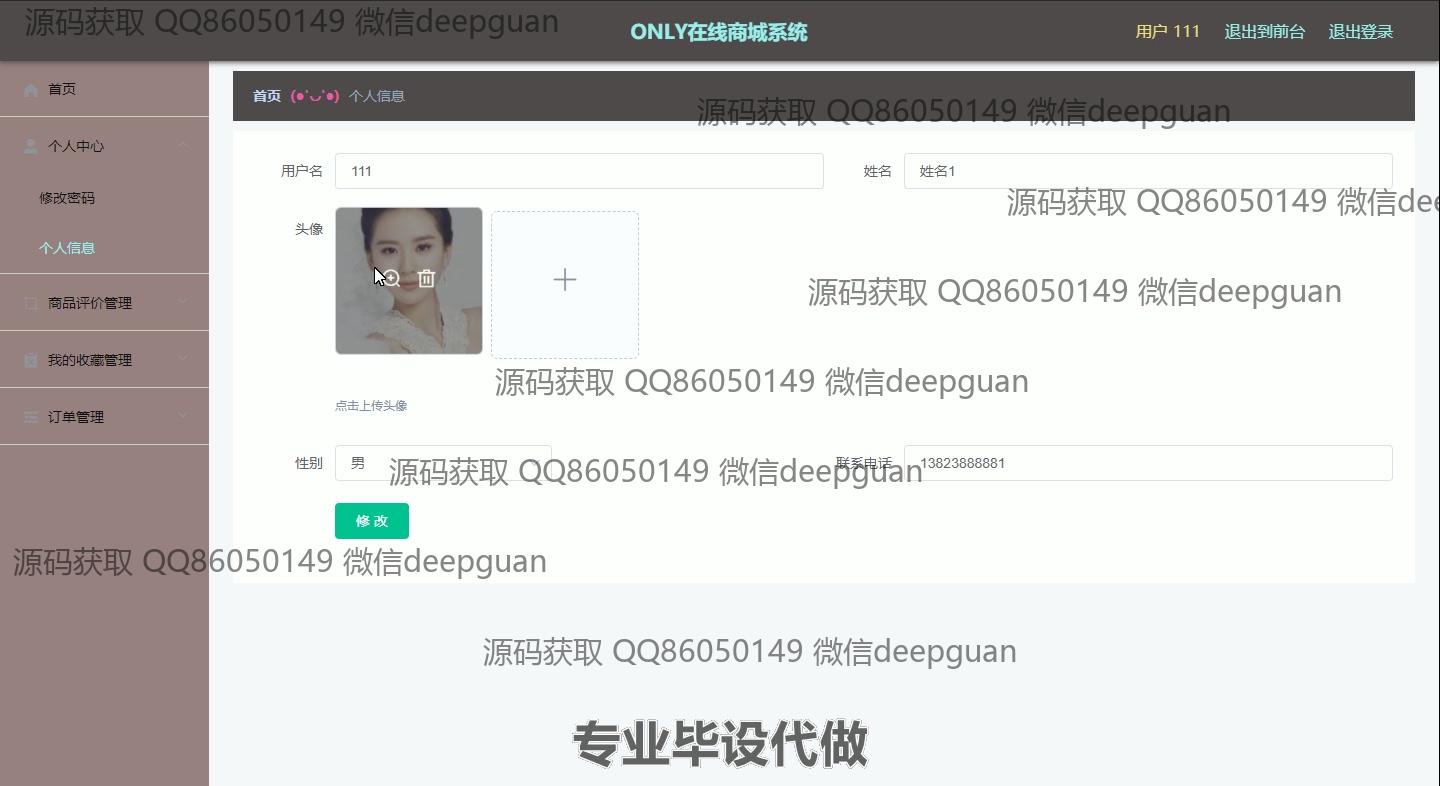 源码获取 QQ86050149 微信deepguan
ONLY在线商城系统
用户 111
退出到前台
退出登录
首页
个人中心
修改密码
个人信息
商品评价管理
我的收藏管理
订单管理
首页 (●'◡'●) 个人信息
源码获取 QQ86050149 微信deepguan
用户名 111
姓名 姓名1
源码获取 QQ86050149 微信dee
头像
源码获取 QQ86050149 微信deepguan
源码获取 QQ86050149 微信deepguan
点击上传头像
性别 男
联系电话 13823888881
源码获取 QQ86050149 微信deepguan
修改
源码获取 QQ86050149 微信deepguan
源码获取 QQ86050149 微信deepguan
专业毕设代做